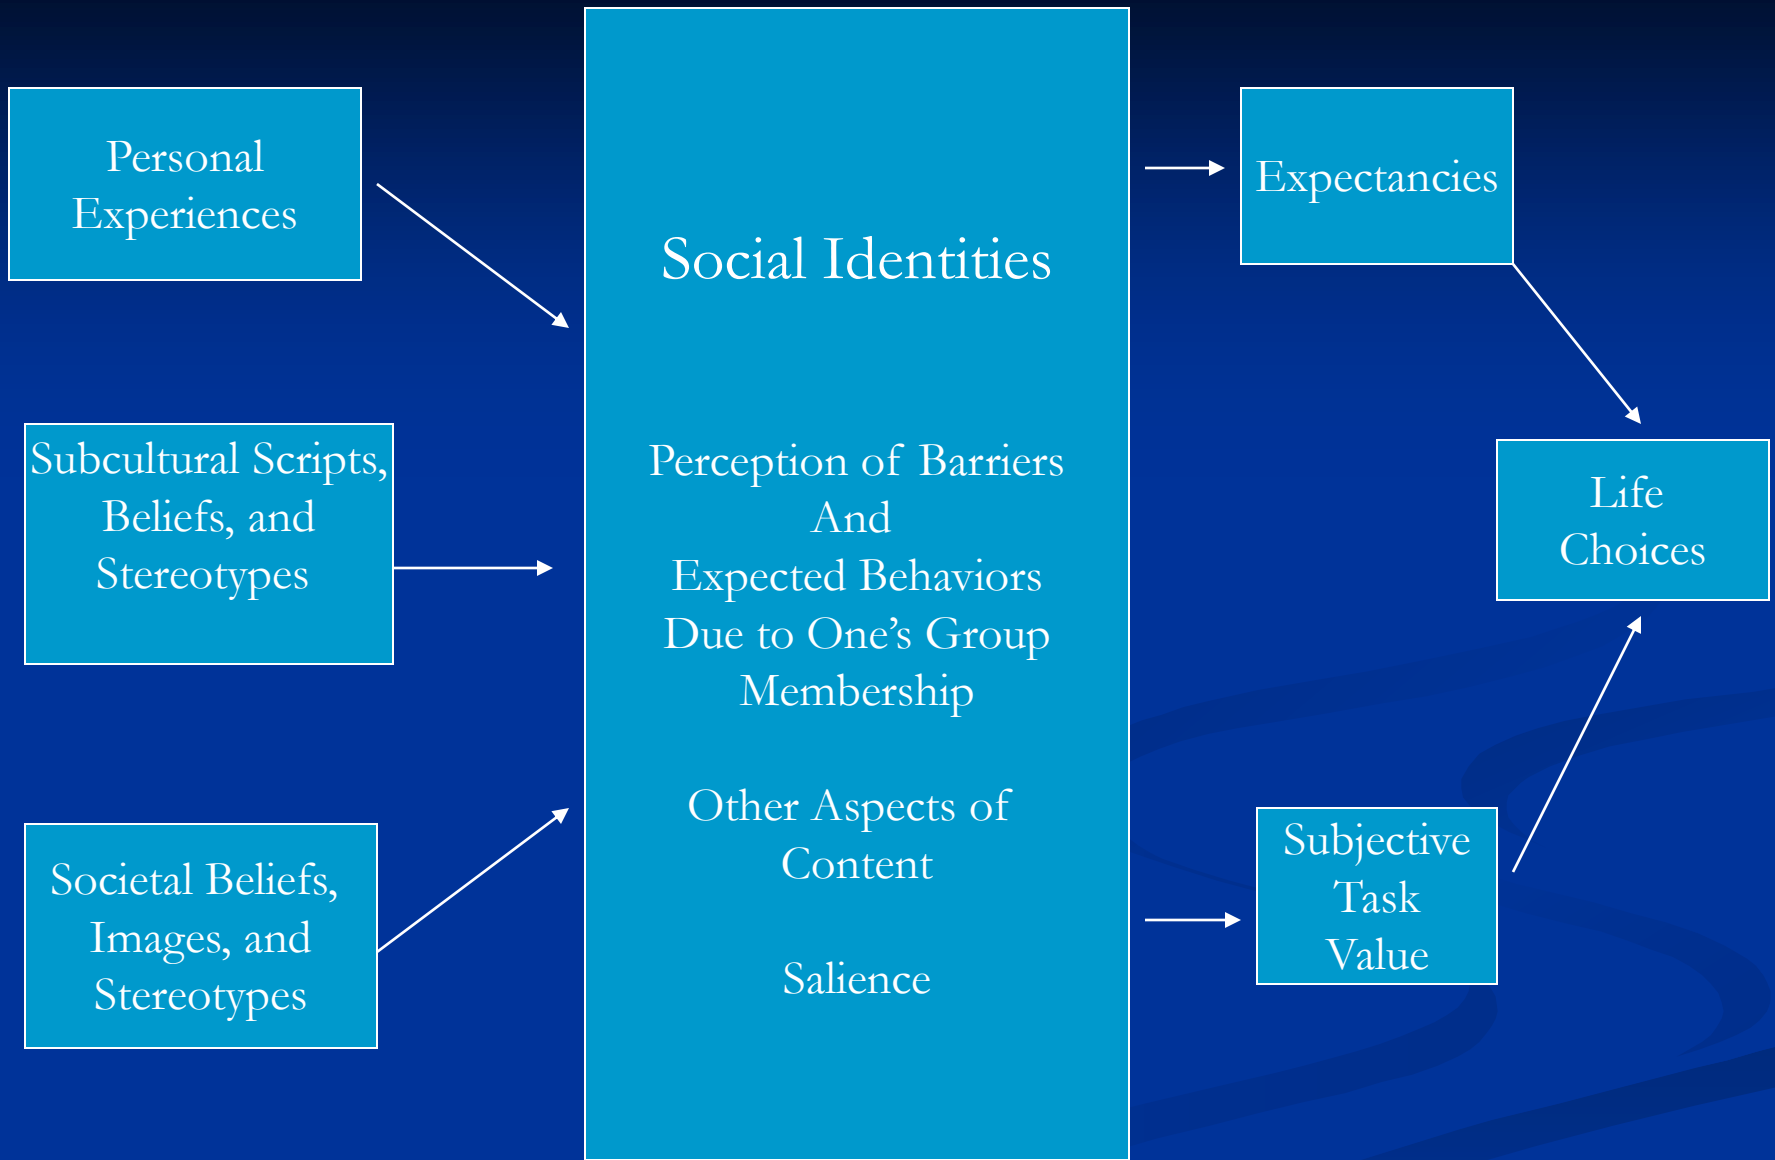 Personal
Experiences
Subcultural Scripts,
Beliefs, and
Stereotypes
Societal Beliefs,
Images, and
Stereotypes
Social Identities
Perception of Barriers
And
Expected Behaviors
Due to One’s Group
Membership
Other Aspects of
Content
Salience
Expectancies
Subjective
Task
Value
Life
Choices